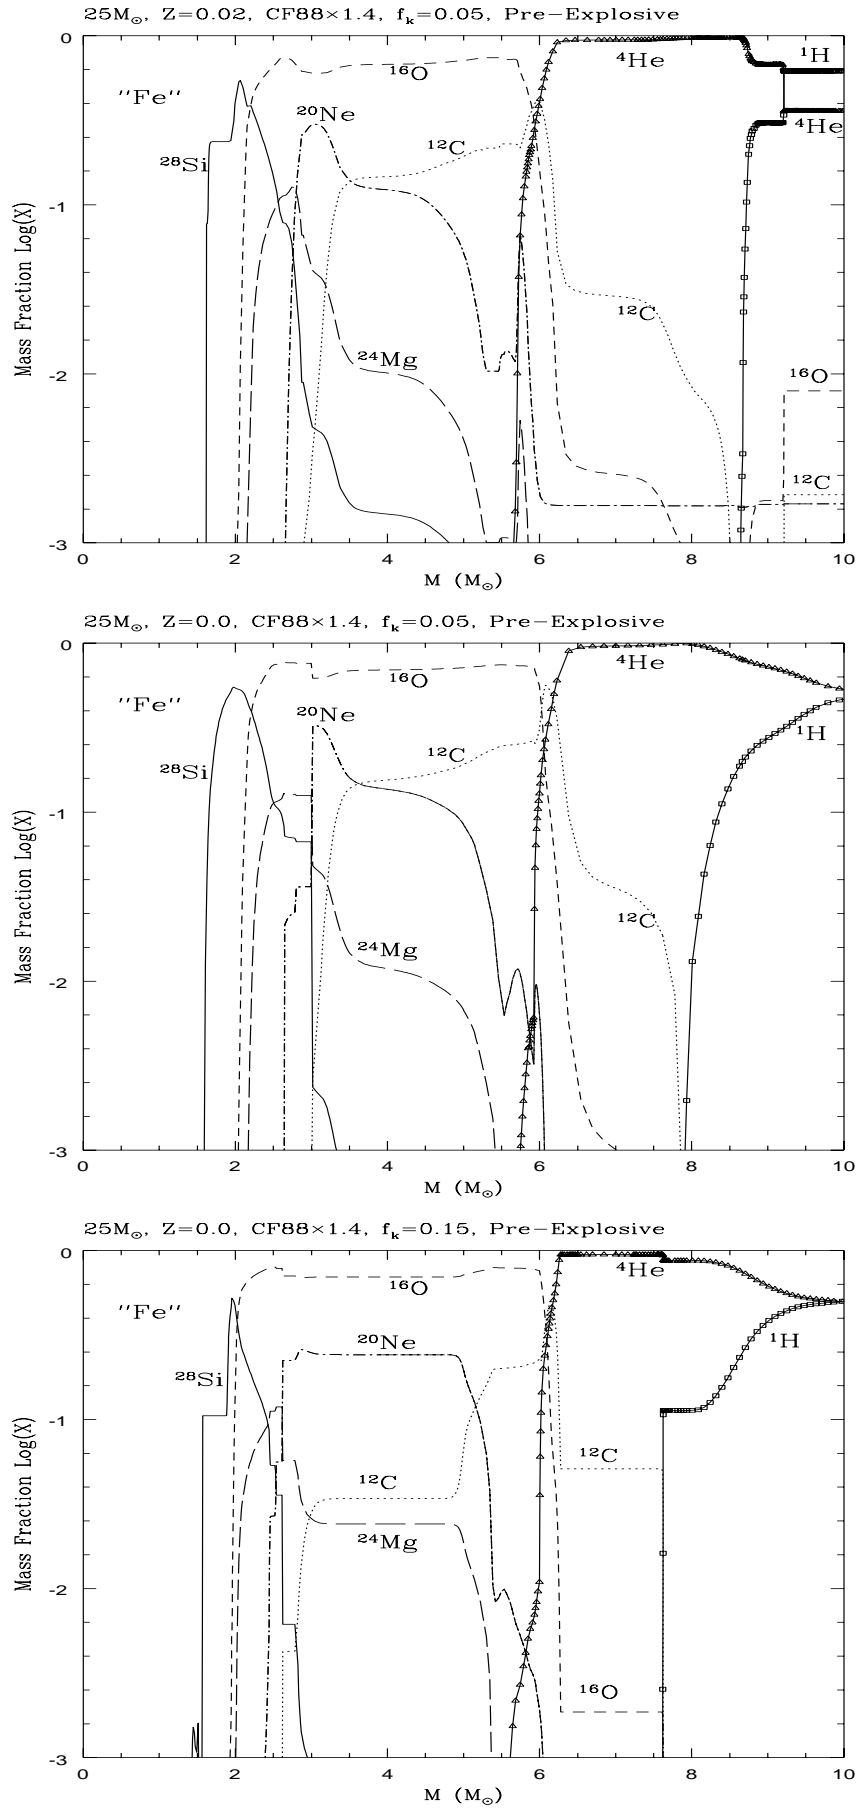 25M⊙, Z=0.02, CF88×1.4, fₖ=0.05, Pre-Explosive
0
-1
-2
-3
Mass Fraction Log(X)
"Fe"
²⁸Si
¹⁶O
²⁰Ne
¹²C
²⁴Mg
⁴He
¹H
⁴He
¹²C
¹⁶O
¹²C
0 2 4 6 8 10
M (M⊙)
25M⊙, Z=0.0, CF88×1.4, fₖ=0.05, Pre-Explosive
0
-1
-2
-3
Mass Fraction Log(X)
"Fe"
²⁸Si
¹⁶O
²⁰Ne
¹²C
²⁴Mg
⁴He
¹H
¹²C
0 2 4 6 8 10
M (M⊙)
25M⊙, Z=0.0, CF88×1.4, fₖ=0.15, Pre-Explosive
0
-1
-2
-3
Mass Fraction Log(X)
"Fe"
²⁸Si
¹⁶O
²⁰Ne
¹²C
²⁴Mg
⁴He
¹H
¹²C
¹⁶O
0 2 4 6 8 10
M (M⊙)